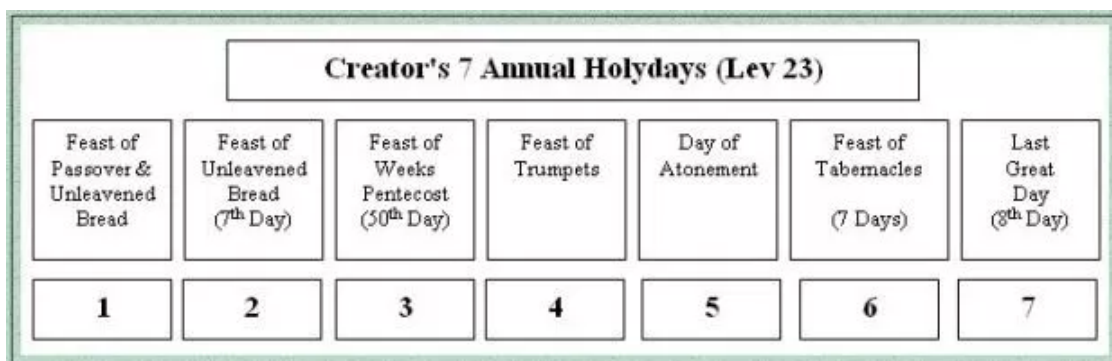 Creator's 7 Annual Holydays (Lev 23)
Feast of
Passover &
Unleavened
Bread
Feast of
Unleavened
Bread
(7th Day)
Feast of
Weeks
Pentecost
(50th Day)
Feast of
Trumpets
Day of
Atonement
Feast of
Tabernacles
(7 Days)
Last
Great
Day
(8th Day)
1
2
3
4
5
6
7